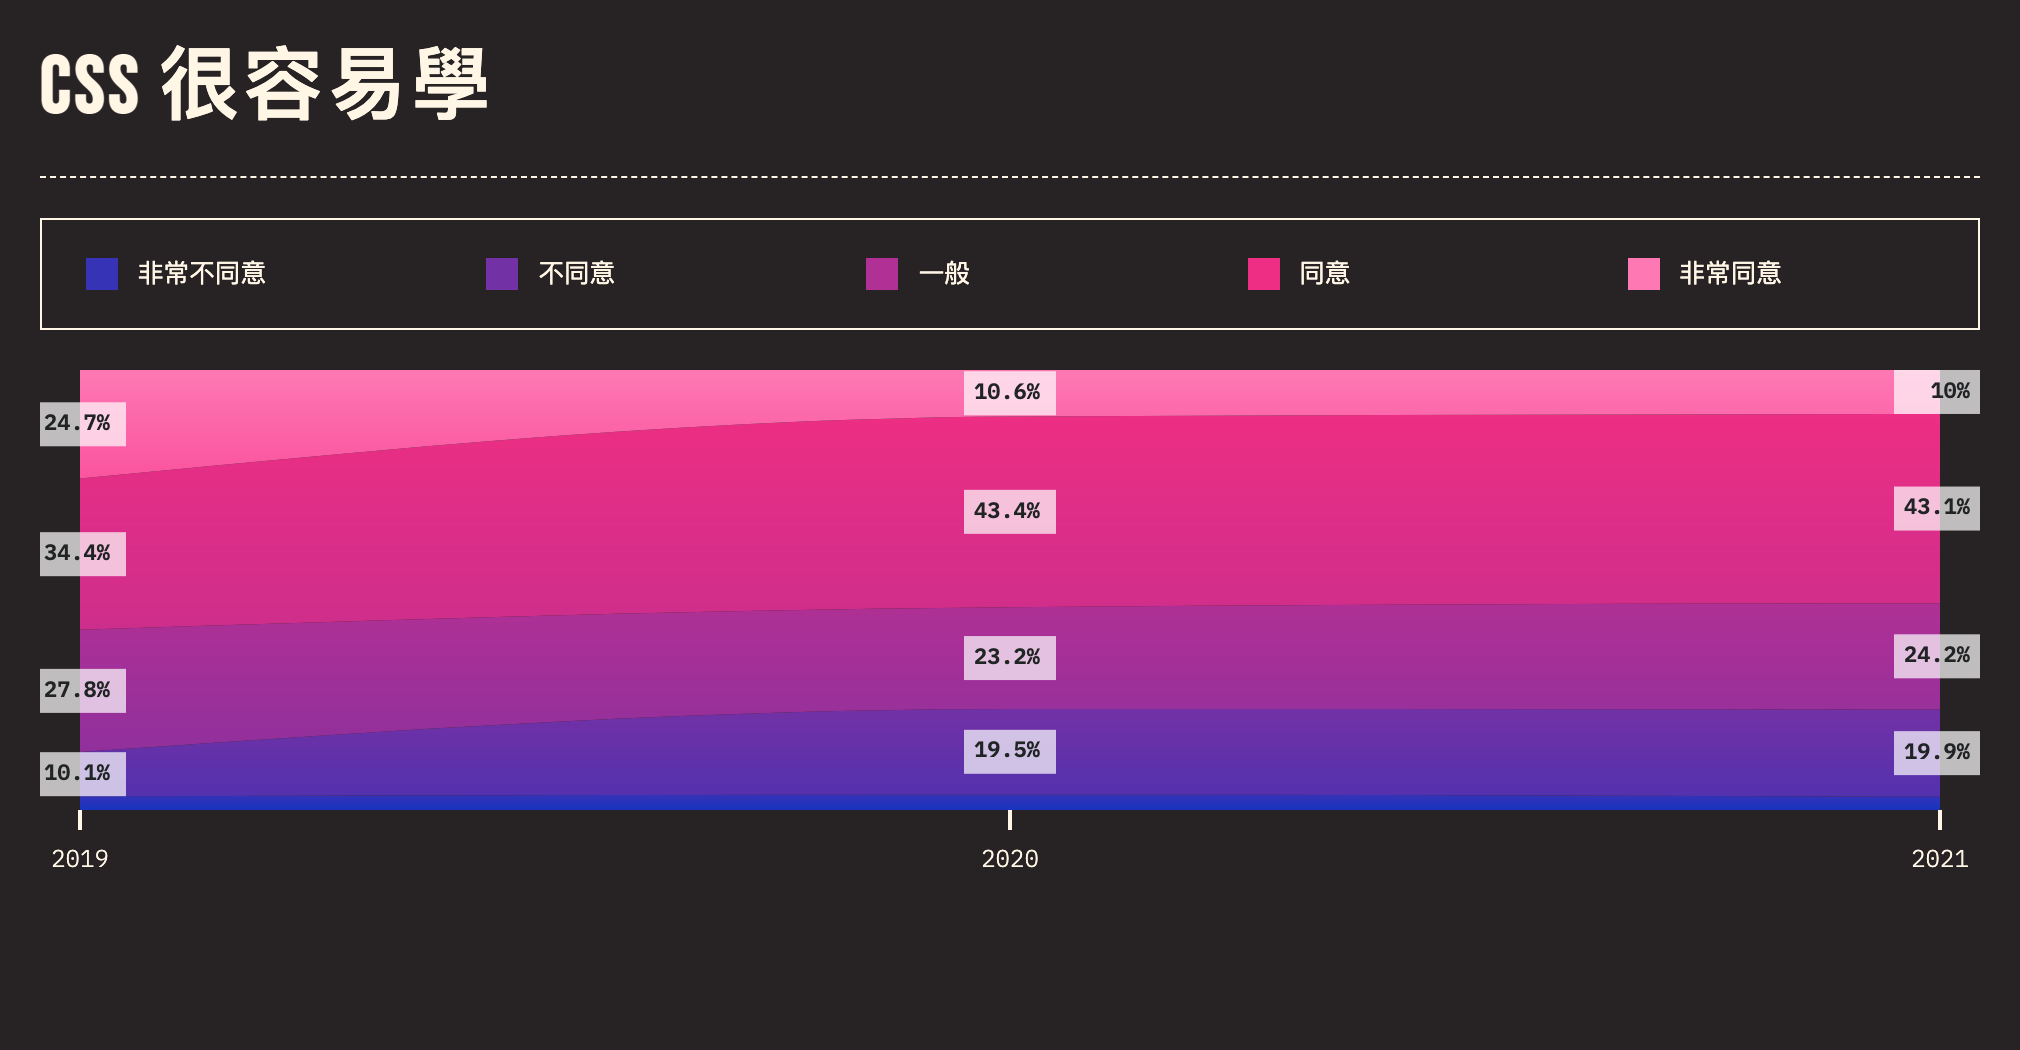 CSS 很容易學
非常不同意 不同意 一般 同意 非常同意
24.7% 10.6% 10%
34.4% 43.4% 43.1%
27.8% 23.2% 24.2%
10.1% 19.5% 19.9%
2019 2020 2021